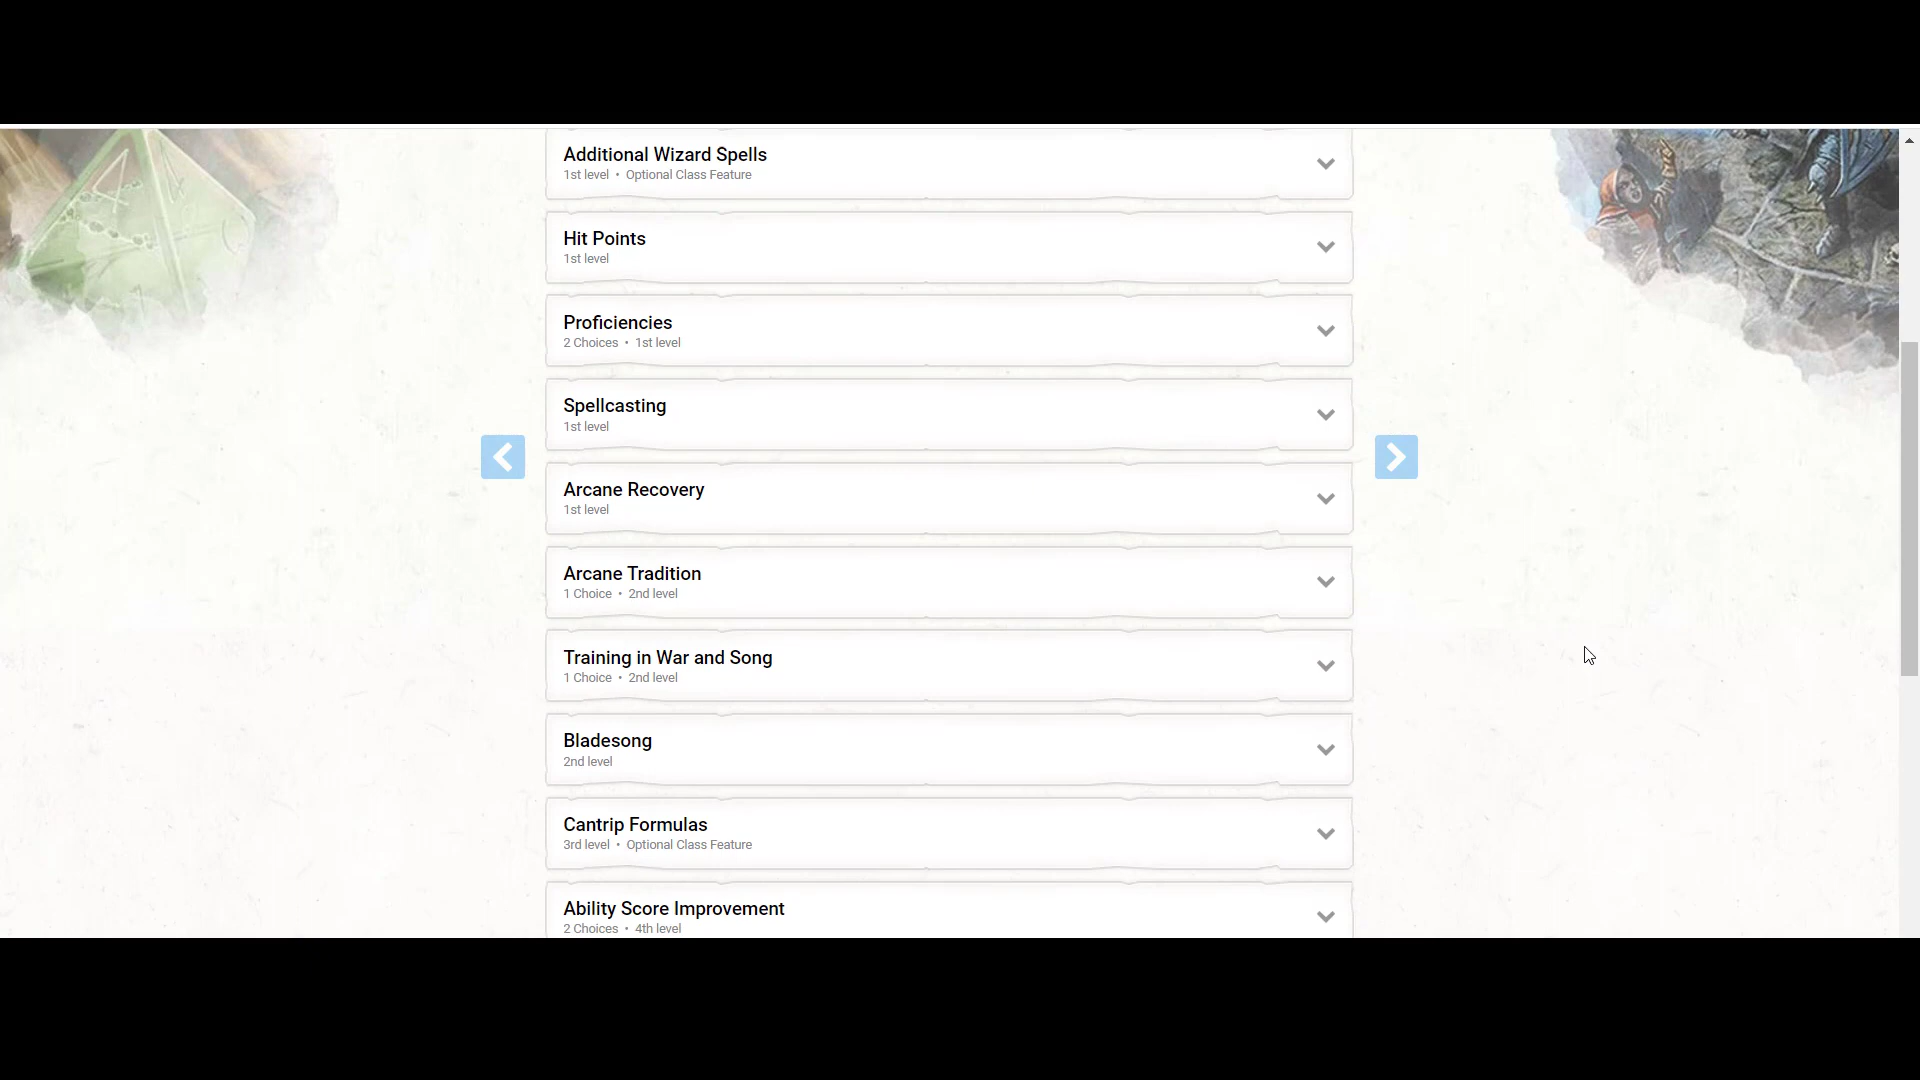 Additional Wizard Spells
1st level • Optional Class Feature
Hit Points
1st level
Proficiencies
2 Choices • 1st level
Spellcasting
1st level
Arcane Recovery
1st level
Arcane Tradition
1 Choice • 2nd level
Training in War and Song
1 Choice • 2nd level
Bladesong
2nd level
Cantrip Formulas
3rd level • Optional Class Feature
Ability Score Improvement
2 Choices • 4th level